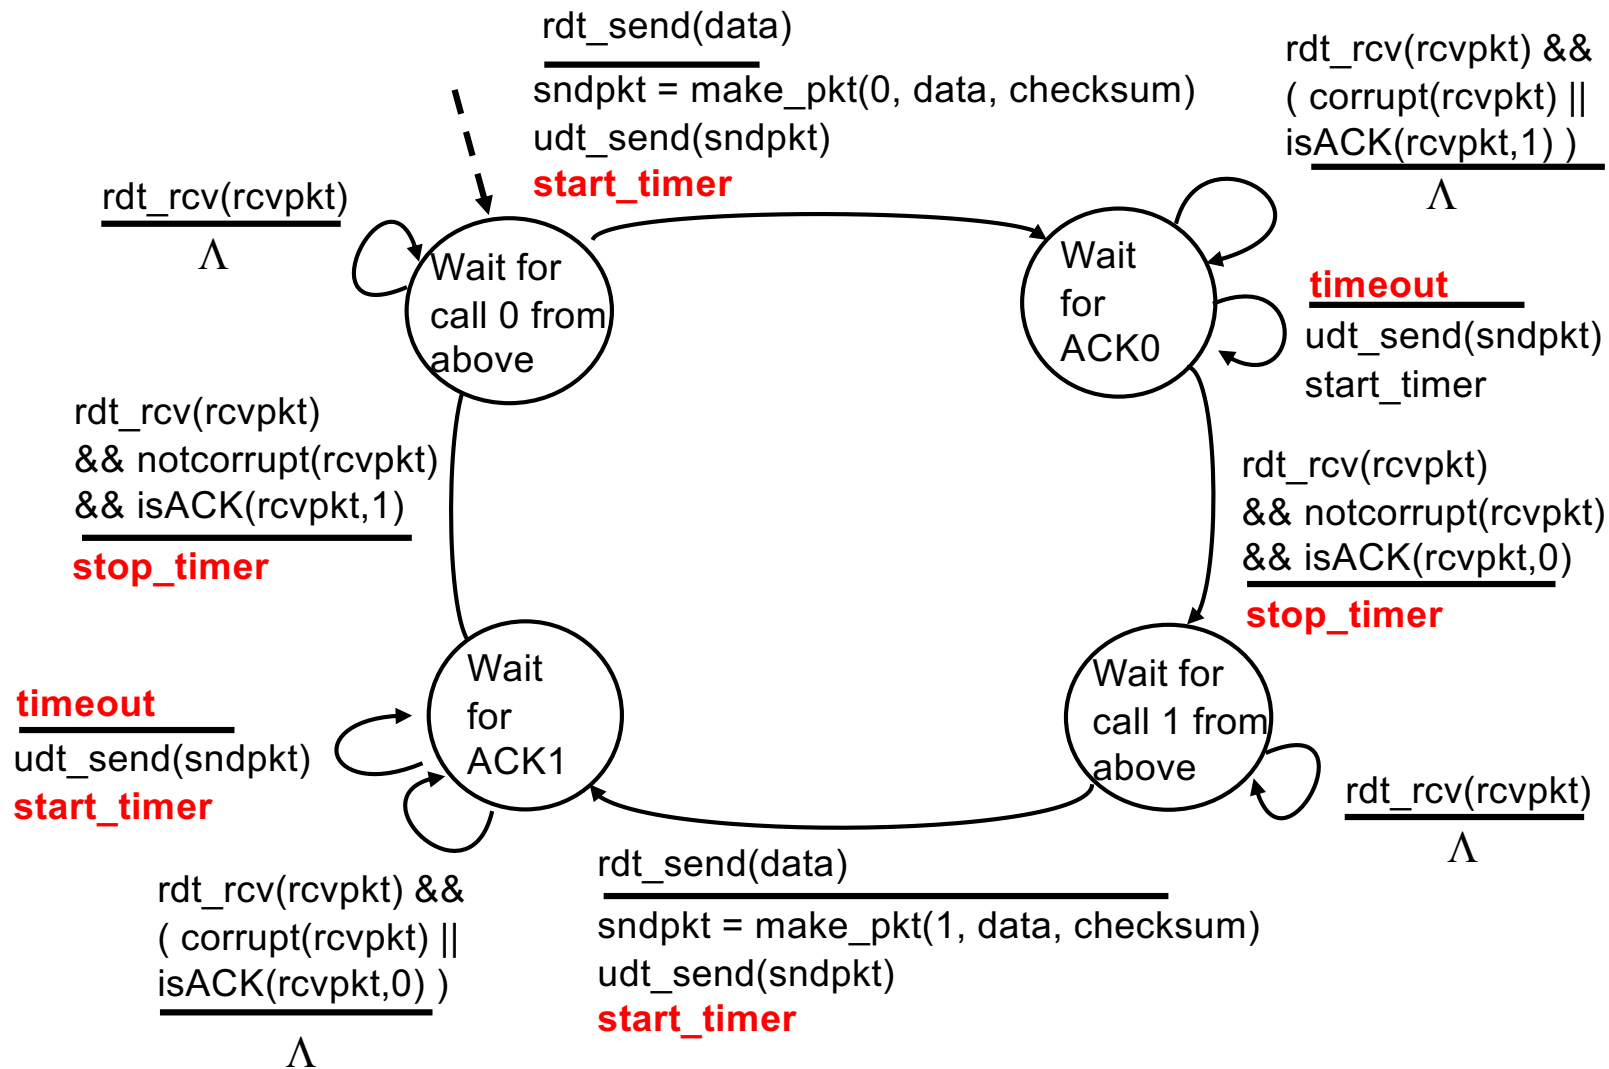 rdt_send(data)
sndpkt = make_pkt(0, data, checksum)
udt_send(sndpkt)
start_timer
rdt_rcv(rcvpkt) &&
( corrupt(rcvpkt) ||
isACK(rcvpkt,1) )
Λ
rdt_rcv(rcvpkt)
Λ
Wait for
call 0 from
above
Wait
for
ACK0
timeout
udt_send(sndpkt)
start_timer
rdt_rcv(rcvpkt)
&& notcorrupt(rcvpkt)
&& isACK(rcvpkt,1)
stop_timer
rdt_rcv(rcvpkt)
&& notcorrupt(rcvpkt)
&& isACK(rcvpkt,0)
stop_timer
Wait
for
ACK1
Wait for
call 1 from
above
timeout
udt_send(sndpkt)
start_timer
rdt_rcv(rcvpkt)
Λ
rdt_rcv(rcvpkt) &&
( corrupt(rcvpkt) ||
isACK(rcvpkt,0) )
Λ
rdt_send(data)
sndpkt = make_pkt(1, data, checksum)
udt_send(sndpkt)
start_timer